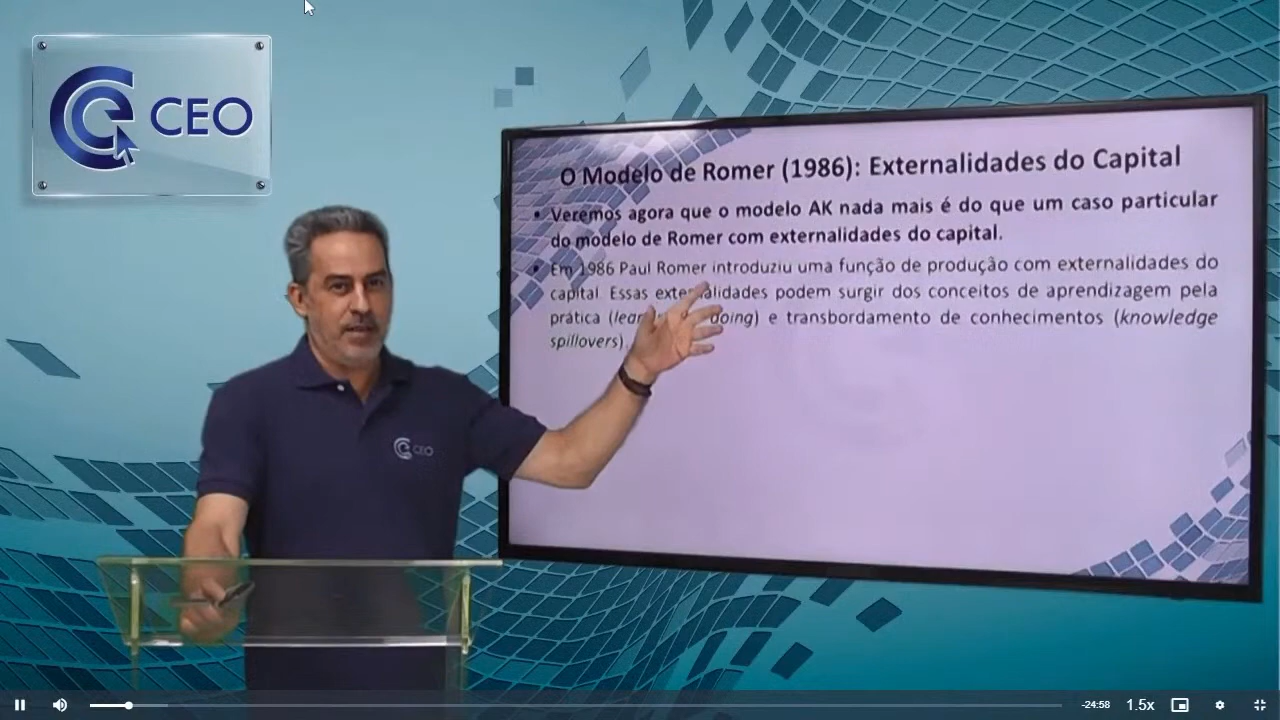 CEO
O Modelo de Romer (1986): Externalidades do Capital
• Veremos agora que o modelo AK nada mais é do que um caso particular
do modelo de Romer com externalidades do capital.
• Em 1986 Paul Romer introduziu uma função de produção com externalidades do
capital. Essas externalidades podem surgir dos conceitos de aprendizagem pela
prática ( doing) e transbordamento de conhecimentos (knowledge
spillovers).
CEO
-24:58
1.5x